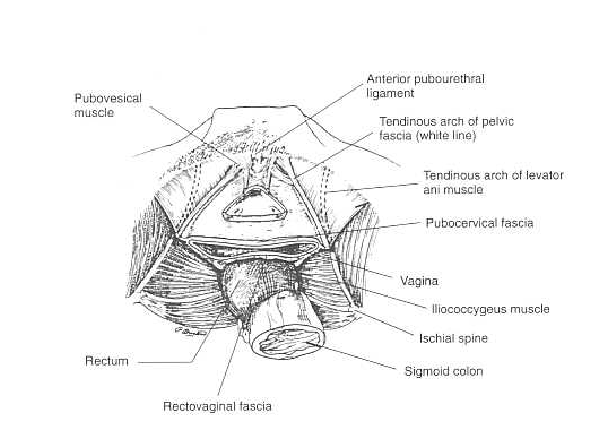 Anterior pubourethral
ligament
Pubovesical
muscle
Tendinous arch of pelvic
fascia (white line)
Tendinous arch of levator
ani muscle
Pubocervical fascia
Vagina
Iliococcygeus muscle
Ischial spine
Rectum
Sigmoid colon
Rectovaginal fascia